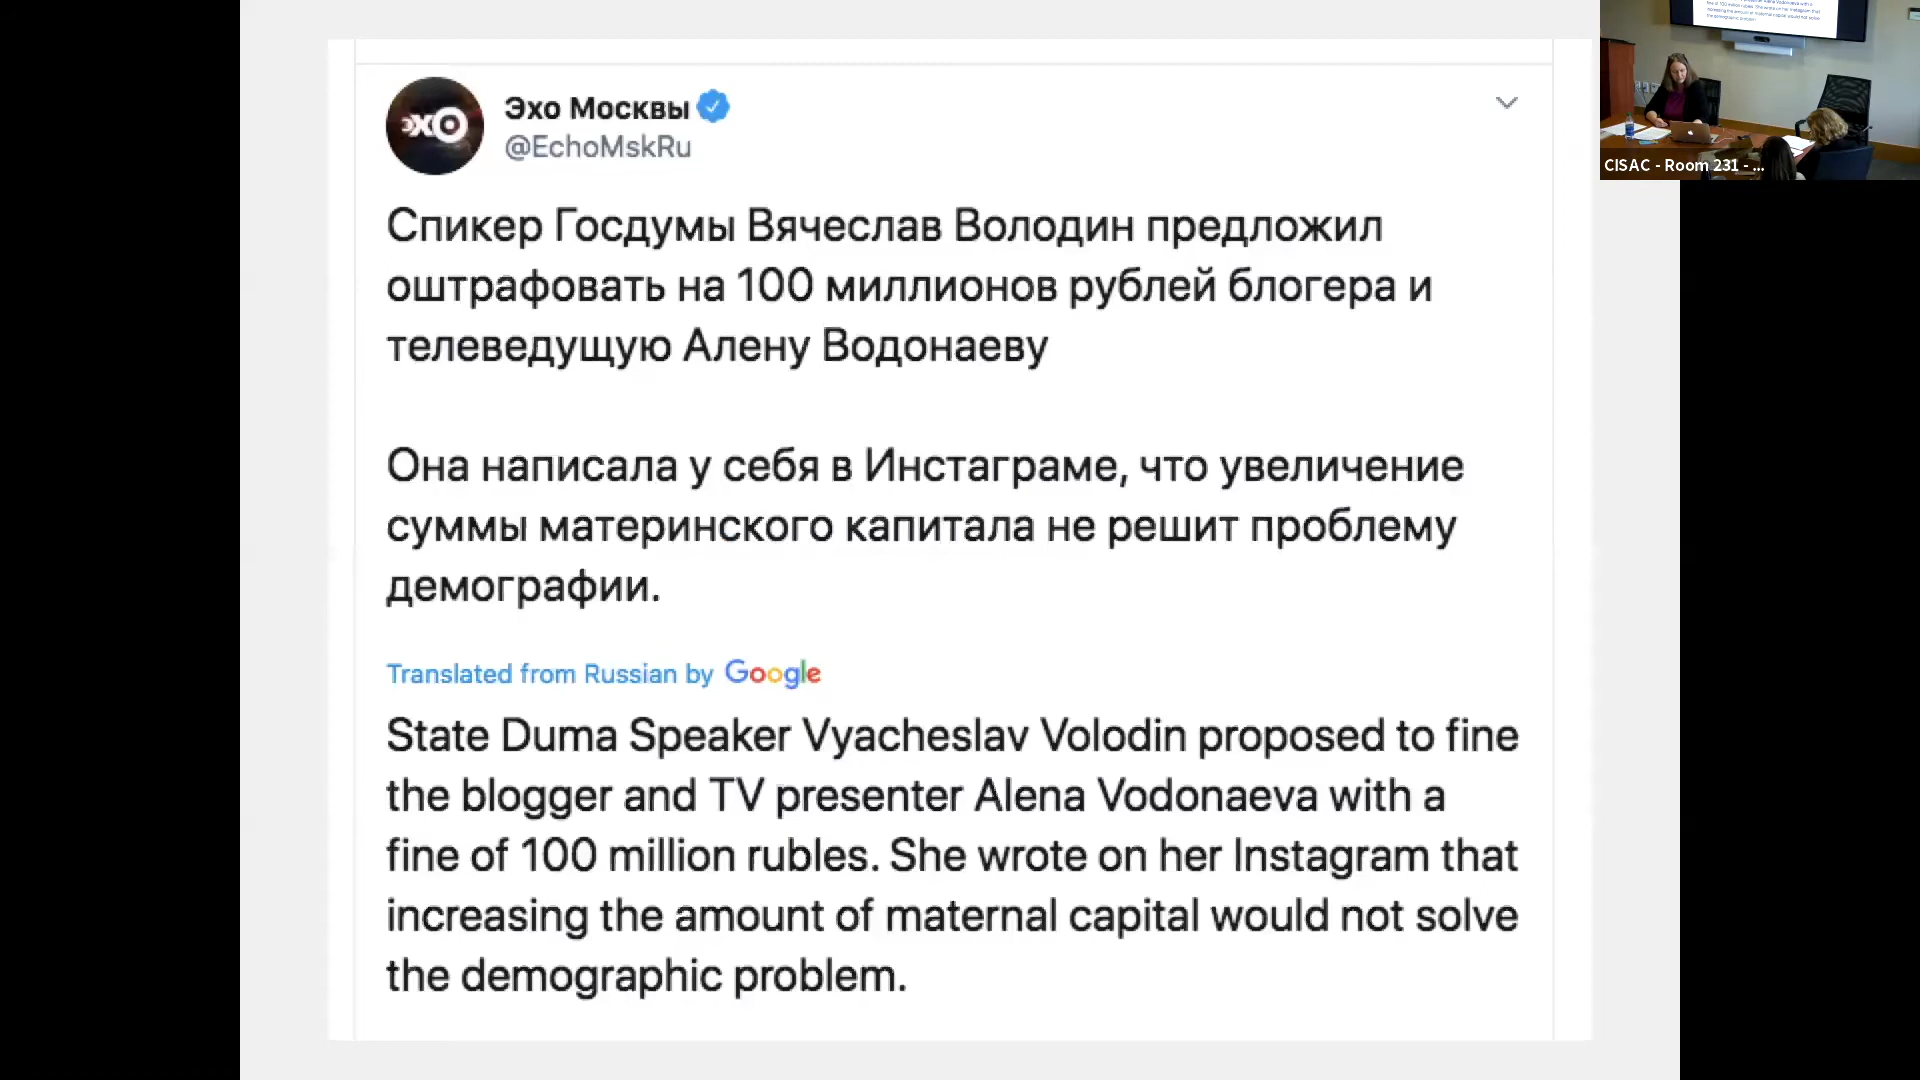 эхо
Эхо Москвы
@EchoMskRu
Спикер Госдумы Вячеслав Володин предложил
оштрафовать на 100 миллионов рублей блогера и
телеведущую Алену Водонаеву
Она написала у себя в Инстаграме, что увеличение
суммы материнского капитала не решит проблему
демографии.
Translated from Russian by Google
State Duma Speaker Vyacheslav Volodin proposed to fine
the blogger and TV presenter Alena Vodonaeva with a
fine of 100 million rubles. She wrote on her Instagram that
increasing the amount of maternal capital would not solve
the demographic problem.
CISAC - Room 231 - ...